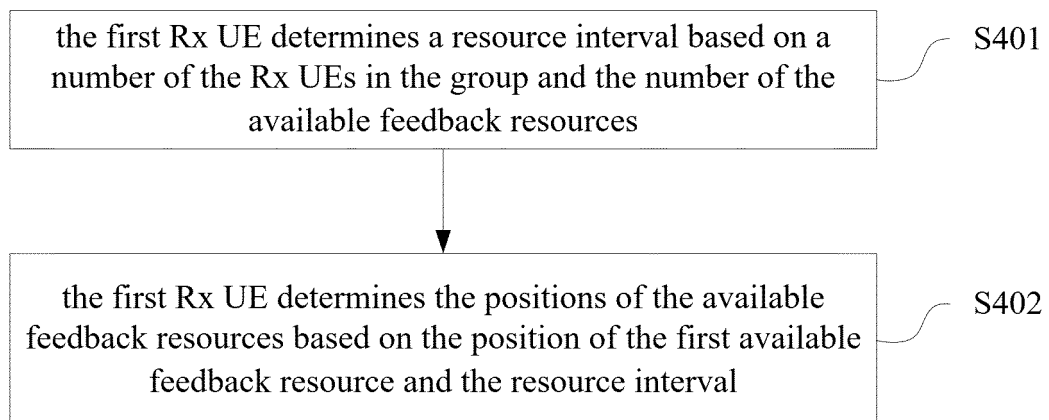 the first Rx UE determines a resource interval based on a
number of the Rx UEs in the group and the number of the
available feedback resources
S401
the first Rx UE determines the positions of the available
feedback resources based on the position of the first available
feedback resource and the resource interval
S402